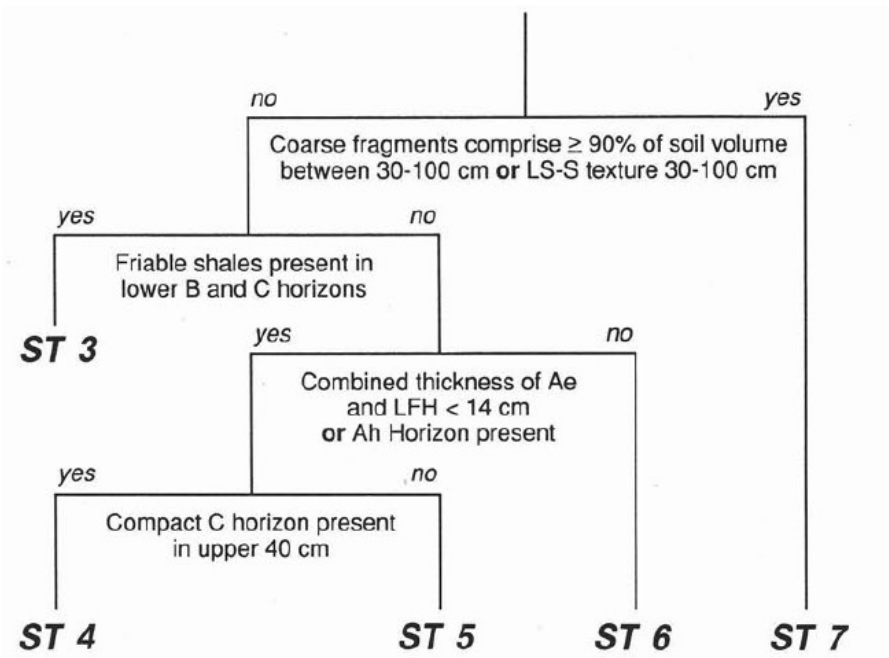 no
yes
Coarse fragments comprise ≥ 90% of soil volume
between 30-100 cm or LS-S texture 30-100 cm
yes
no
Friable shales present in
lower B and C horizons
ST 3
yes
no
Combined thickness of Ae
and LFH < 14 cm
or Ah Horizon present
yes
no
Compact C horizon present
in upper 40 cm
ST 4
ST 5
ST 6
ST 7